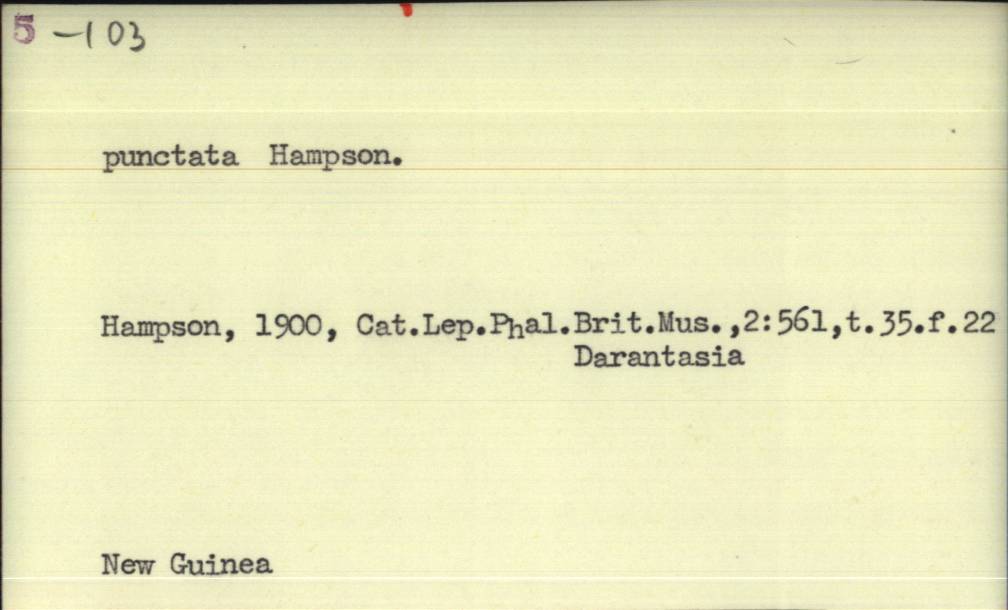 5 -103
punctata Hampson.
Hampson, 1900, Cat.Lep.Phal.Brit.Mus.,2:561,t.35.f.22
Darantasia
New Guinea